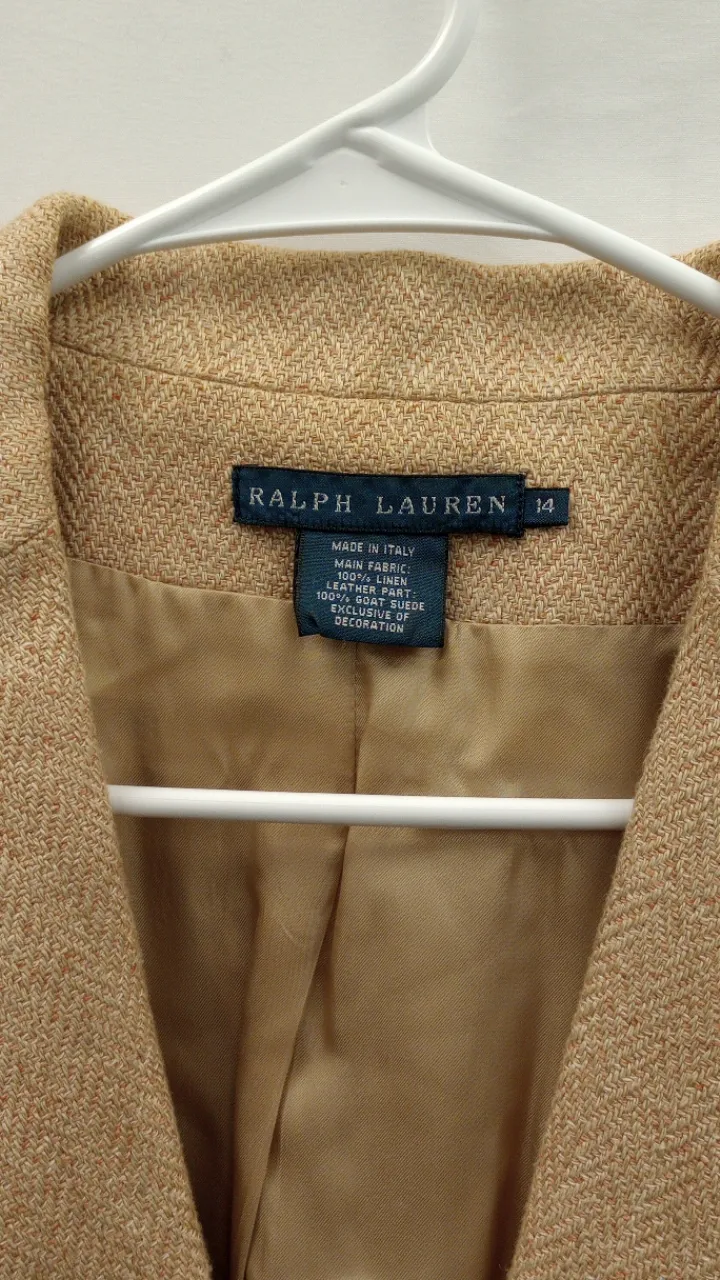 RALPH LAUREN
14
MADE IN ITALY
MAIN FABRIC:
100% LINEN
LEATHER PART:
100% GOAT SUEDE
EXCLUSIVE OF
DECORATION